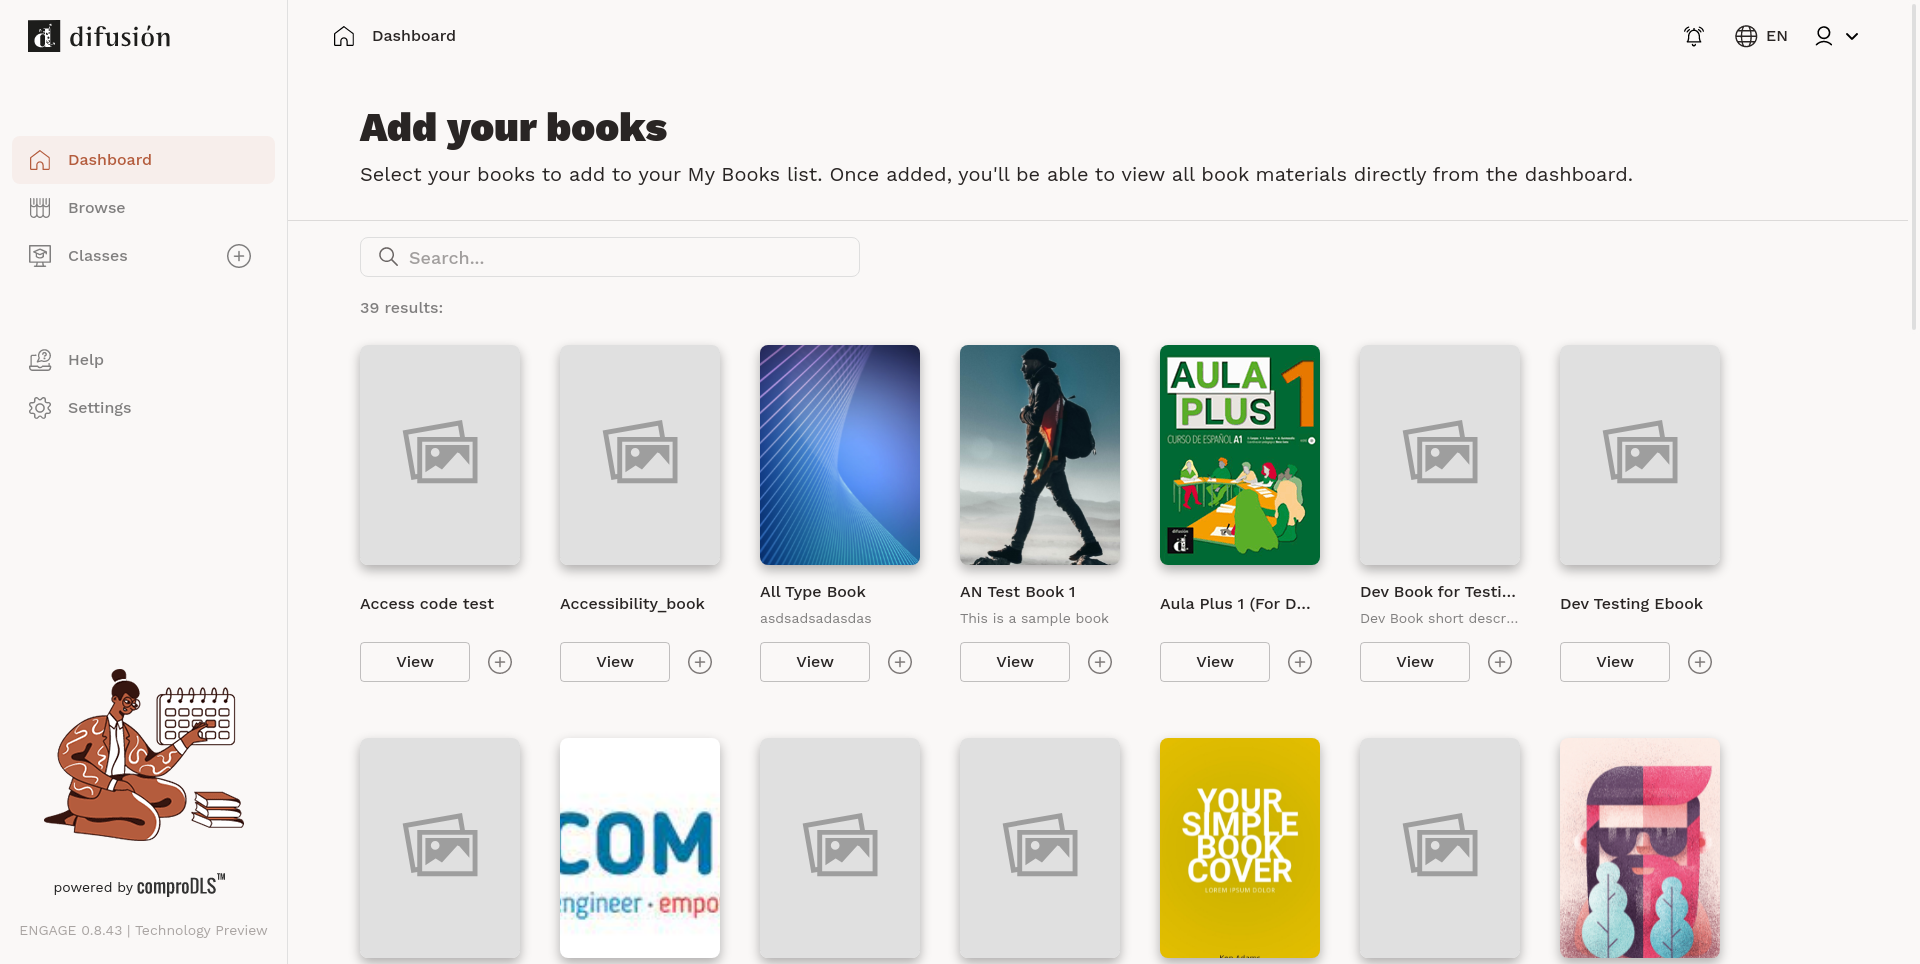 difusión
Dashboard
EN
Dashboard
Browse
Classes
Help
Settings
powered by comproDLS™
ENGAGE 0.8.43 | Technology Preview
Add your books
Select your books to add to your My Books list. Once added, you'll be able to view all book materials directly from the dashboard.
Search...
39 results:
AULA
PLUS 1
CURSO DE ESPAÑOL A1
difusión
Access code test
Accessibility_book
All Type Book
asdsadsadasdas
AN Test Book 1
This is a sample book
Aula Plus 1 (For D...
Dev Book for Testi...
Dev Book short descr...
Dev Testing Ebook
View
View
View
View
View
View
View
COM
engineer · empo
YOUR
SIMPLE
BOOK
COVER
LOREM IPSUM DOLOR